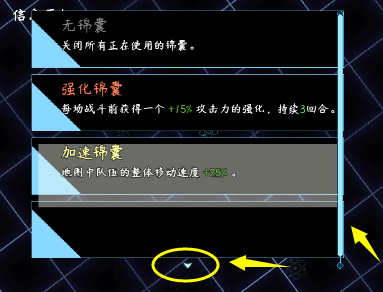 无锦囊
关闭所有正在使用的锦囊。
强化锦囊
每场战斗前获得一个 +15% 攻击力的强化，持续3回合。
加速锦囊
地图中队伍的整体移动速度 +25% 。